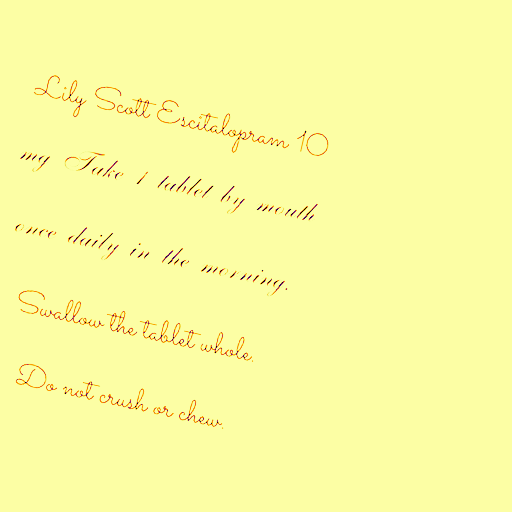 Lily Scott Escitalopram 10
mg Take 1 tablet by mouth
once daily in the morning.
Swallow the tablet whole.
Do not crush or chew.